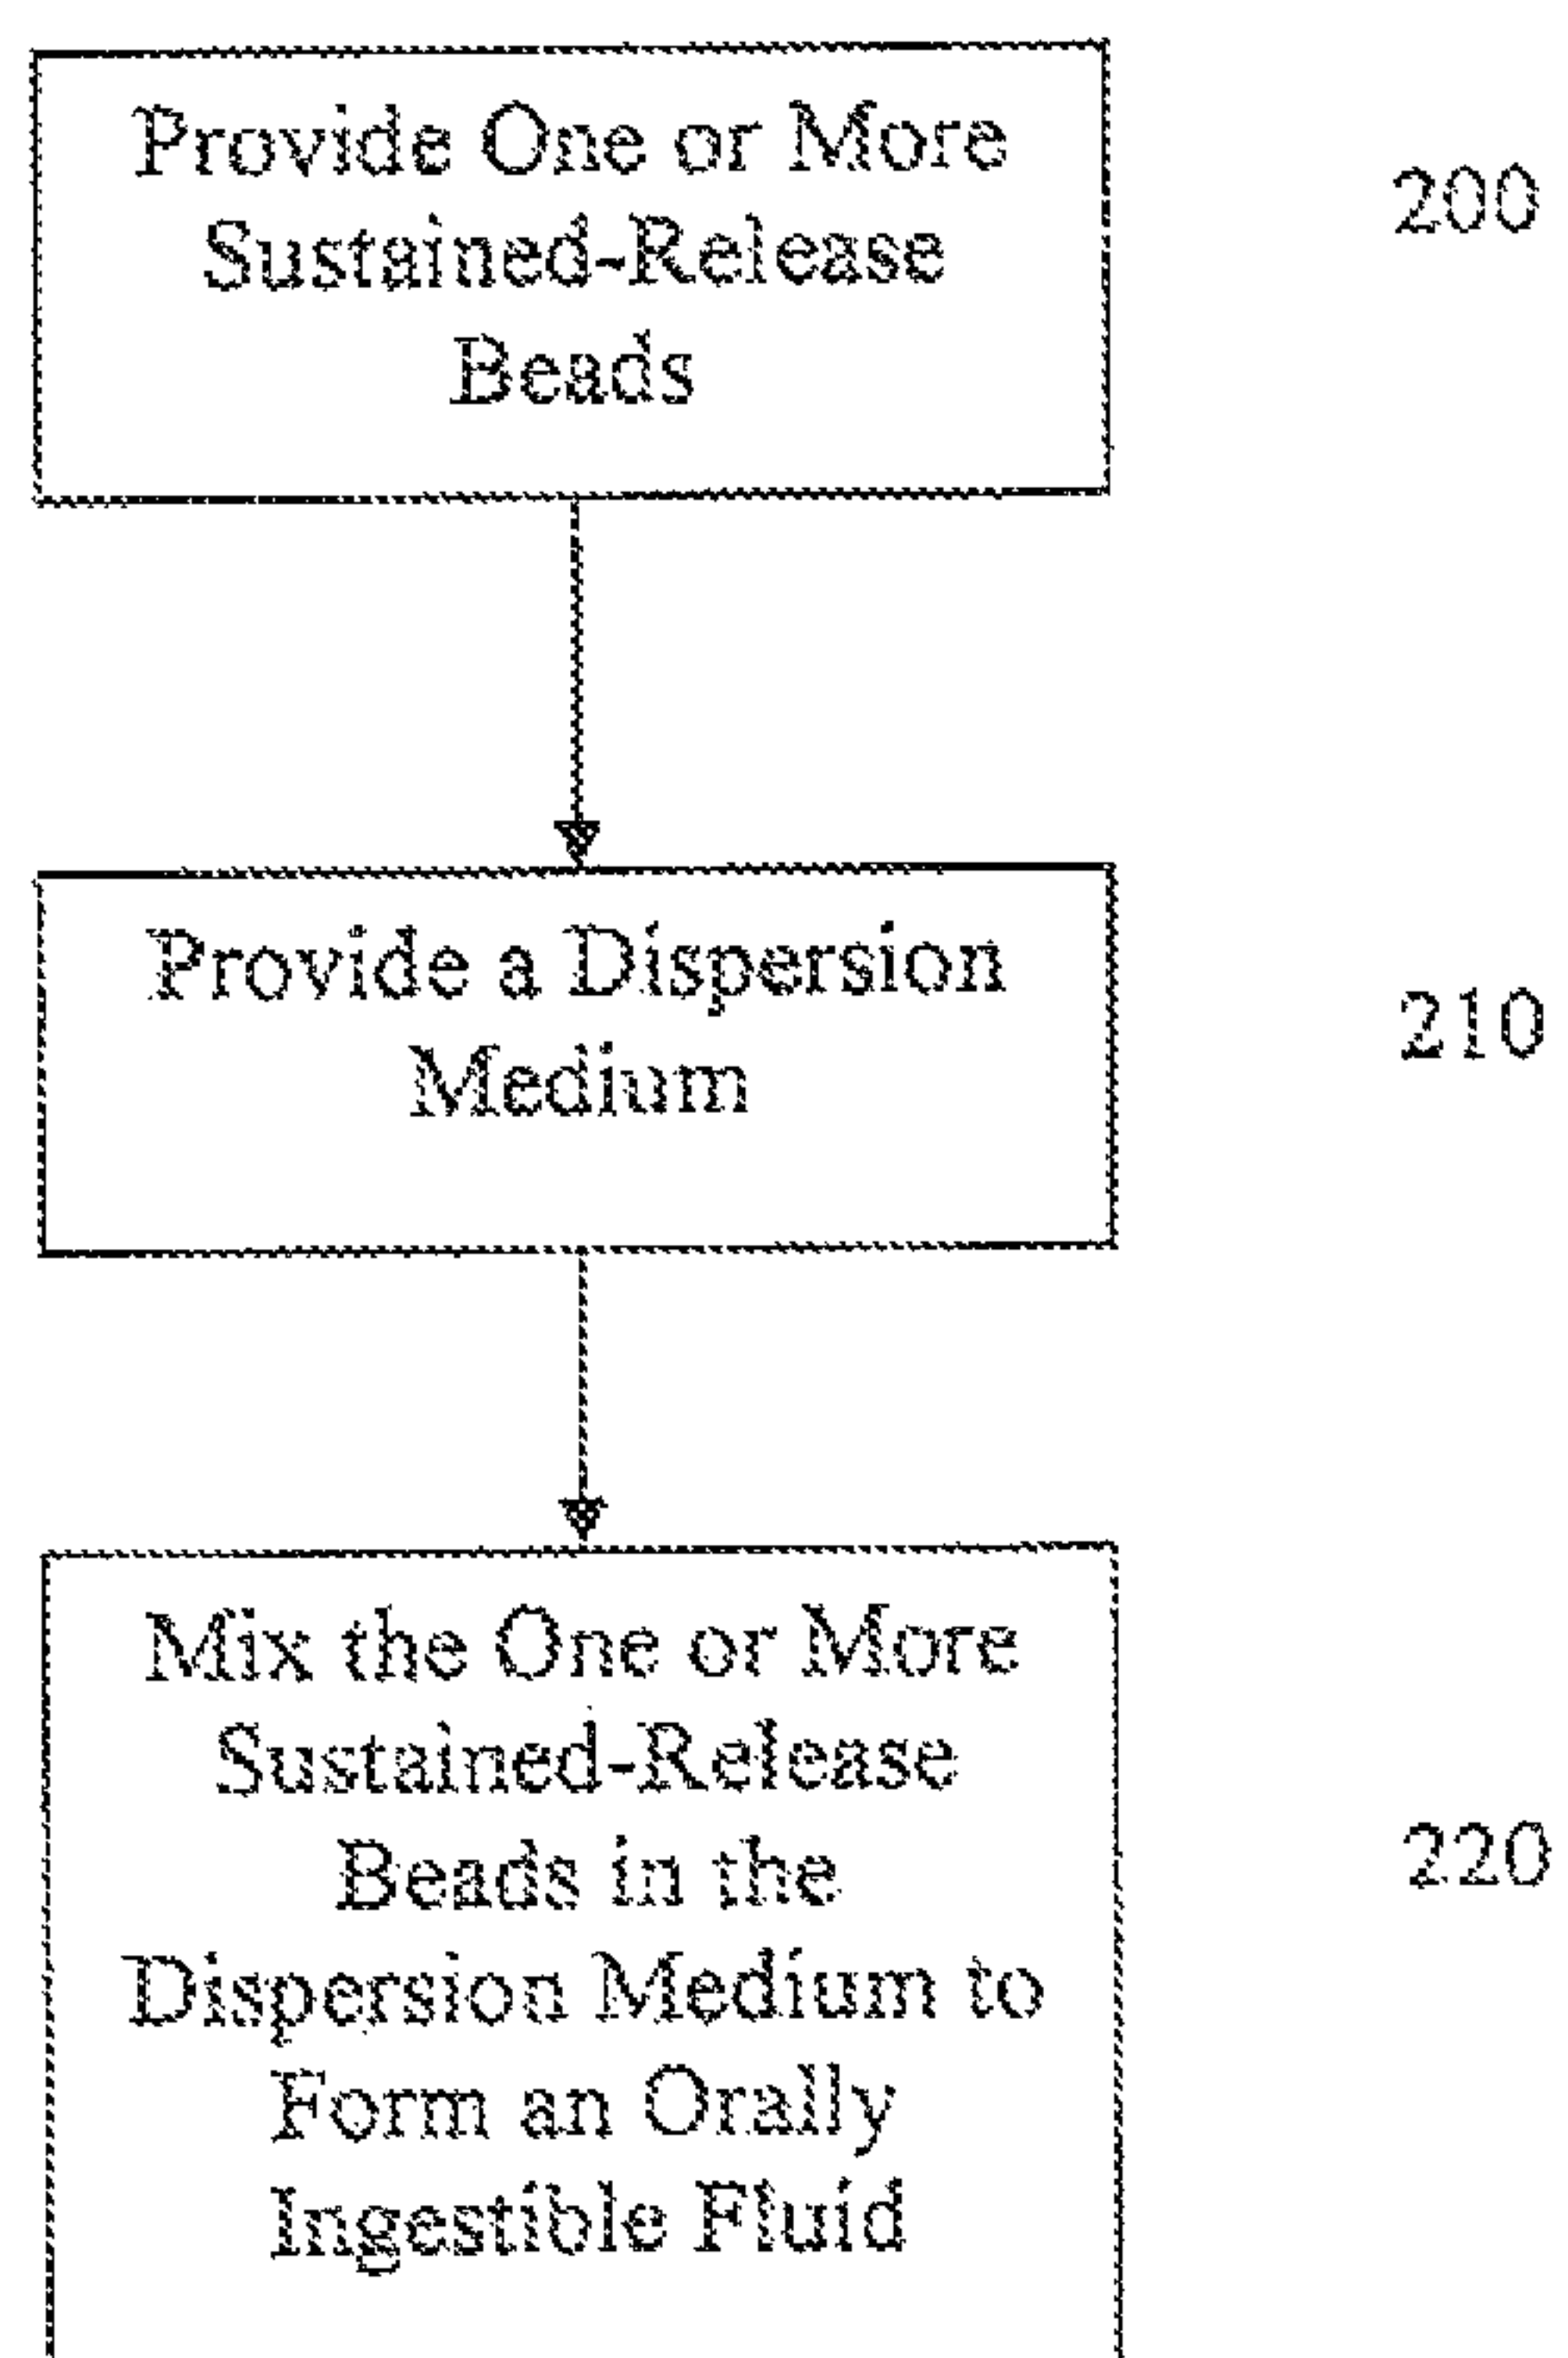 Provide One or More
Sustained-Release
Beads
200
Provide a Dispersion
Medium
210
Mix the One or More
Sustained-Release
Beads in the
Dispersion Medium to
Form an Orally
Ingestible Fluid
220